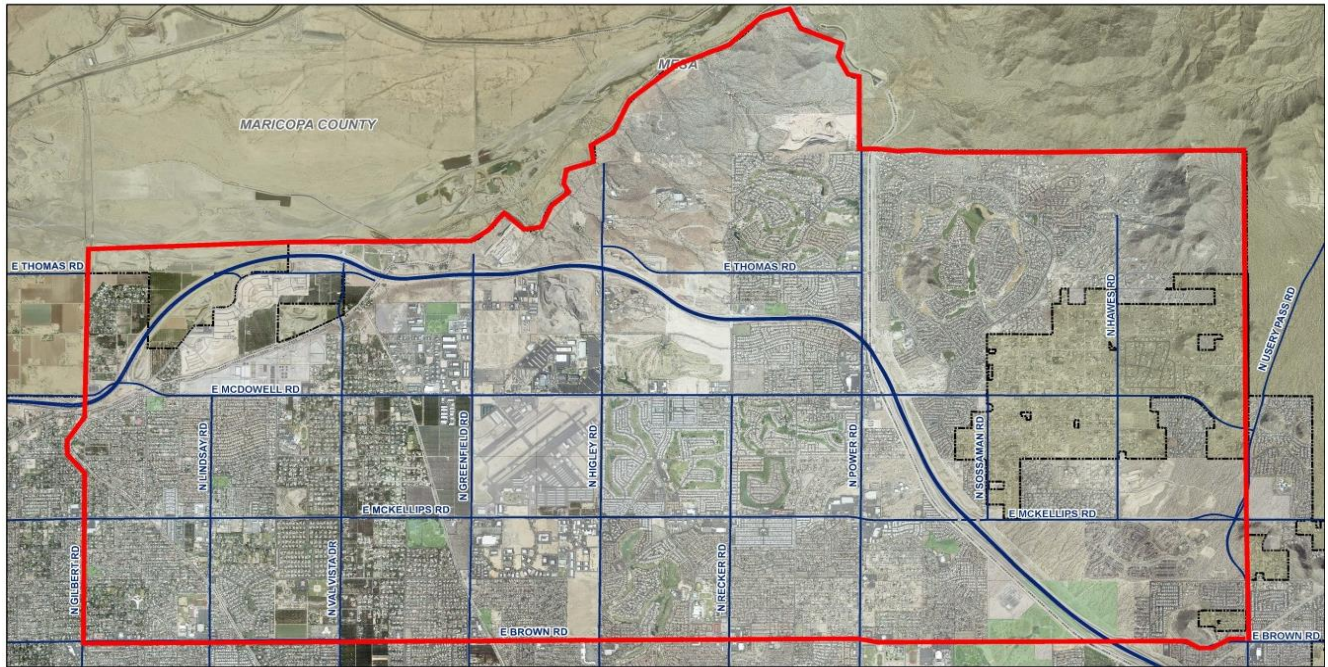 MESA
MARICOPA COUNTY
E THOMAS RD
E THOMAS RD
N HAWES RD
N USERY PASS RD
E MCDOWELL RD
N LINDSAY RD
N GREENFIELD RD
N HIGLEY RD
N POWER RD
N SOSSAMAN RD
E MCKELLIPS RD
E MCKELLIPS RD
N GILBERT RD
N VAL VISTA DR
N RECKER RD
E BROWN RD
E BROWN RD